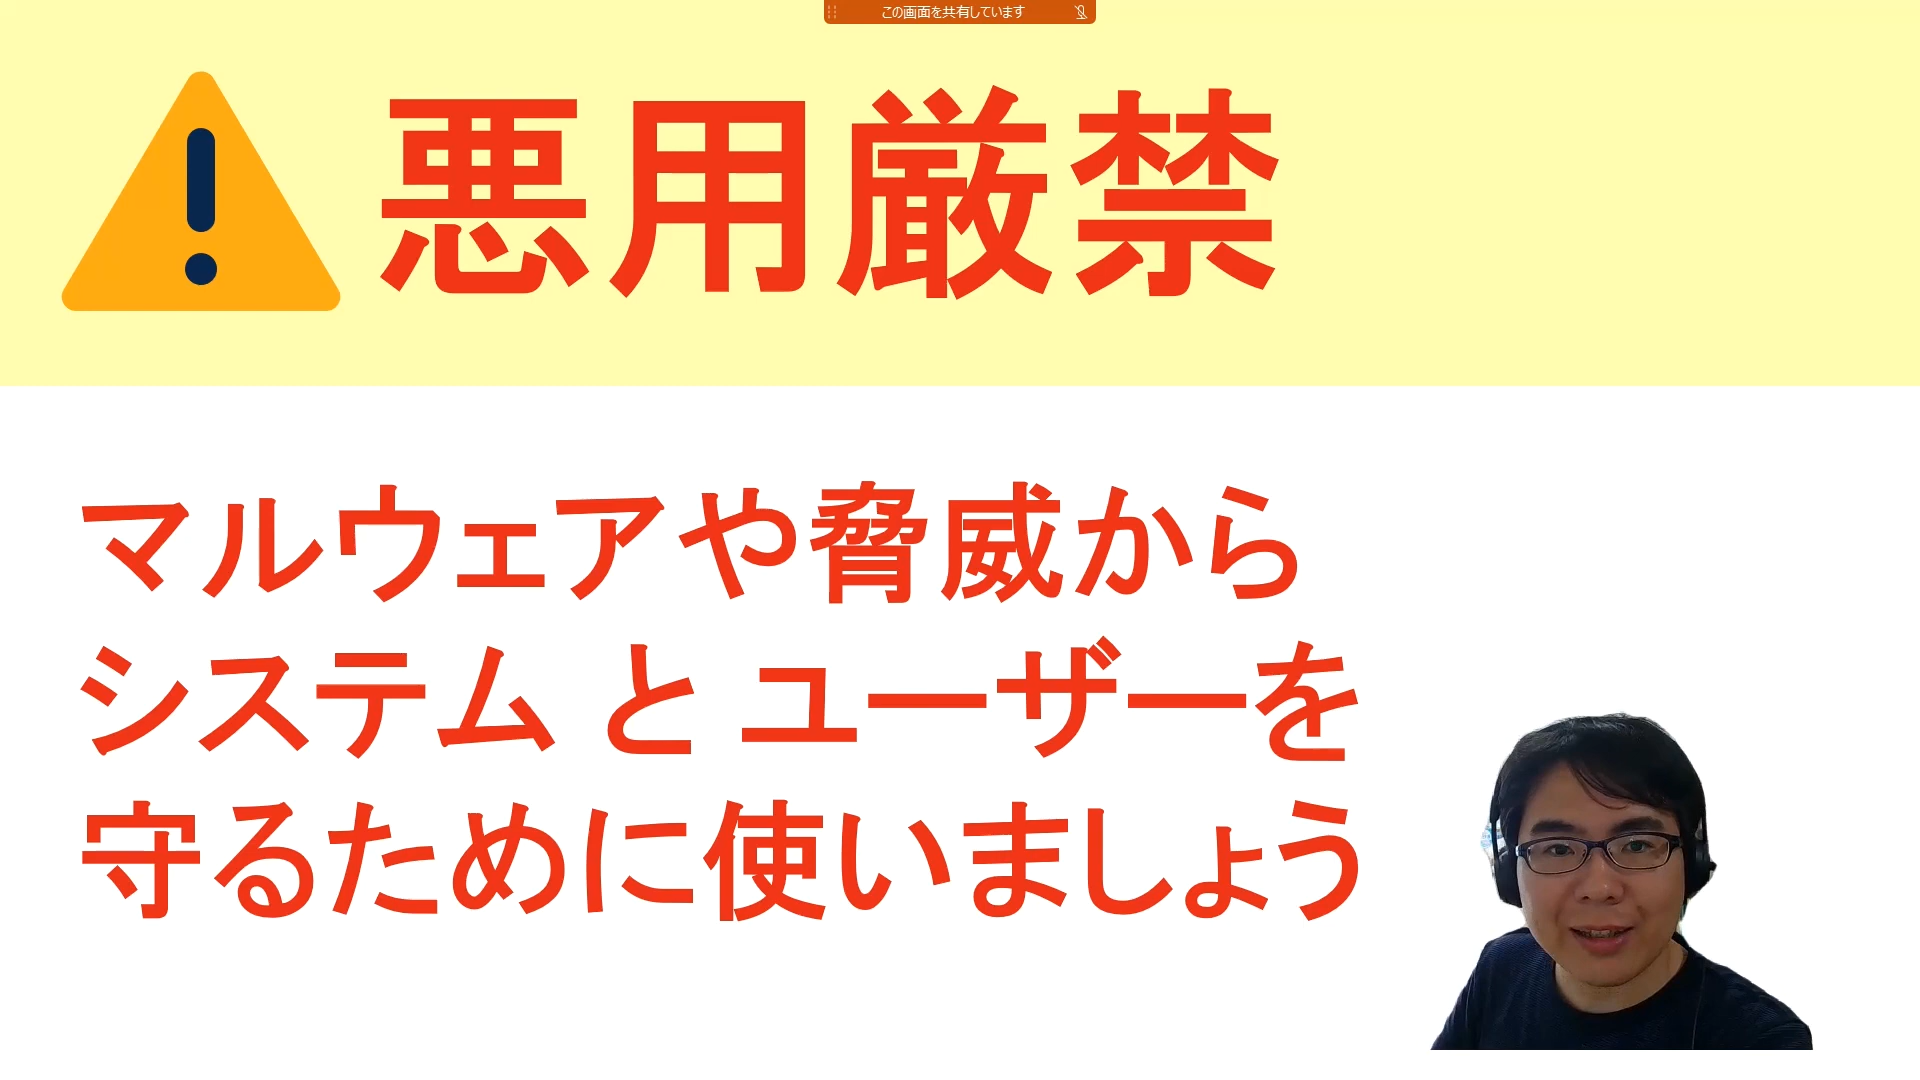 この画面を共有しています
悪用厳禁
マルウェアや脅威から
システム と ユーザーを
守るために使いましょう